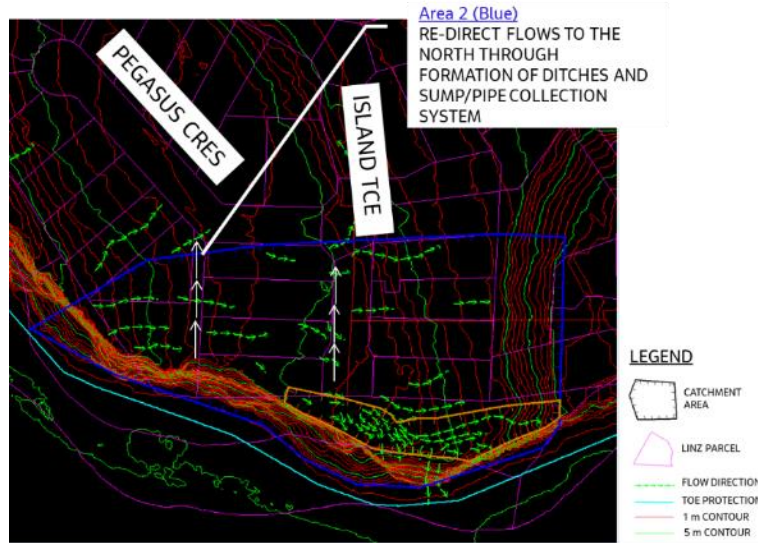 Area 2 (Blue)
RE-DIRECT FLOWS TO THE
NORTH THROUGH
FORMATION OF DITCHES AND
SUMP/PIPE COLLECTION
SYSTEM
PEGASUS CRES
ISLAND TCE
LEGEND
CATCHMENT
AREA
LINZ PARCEL
FLOW DIRECTION
TOE PROTECTION
1 m CONTOUR
5 m CONTOUR